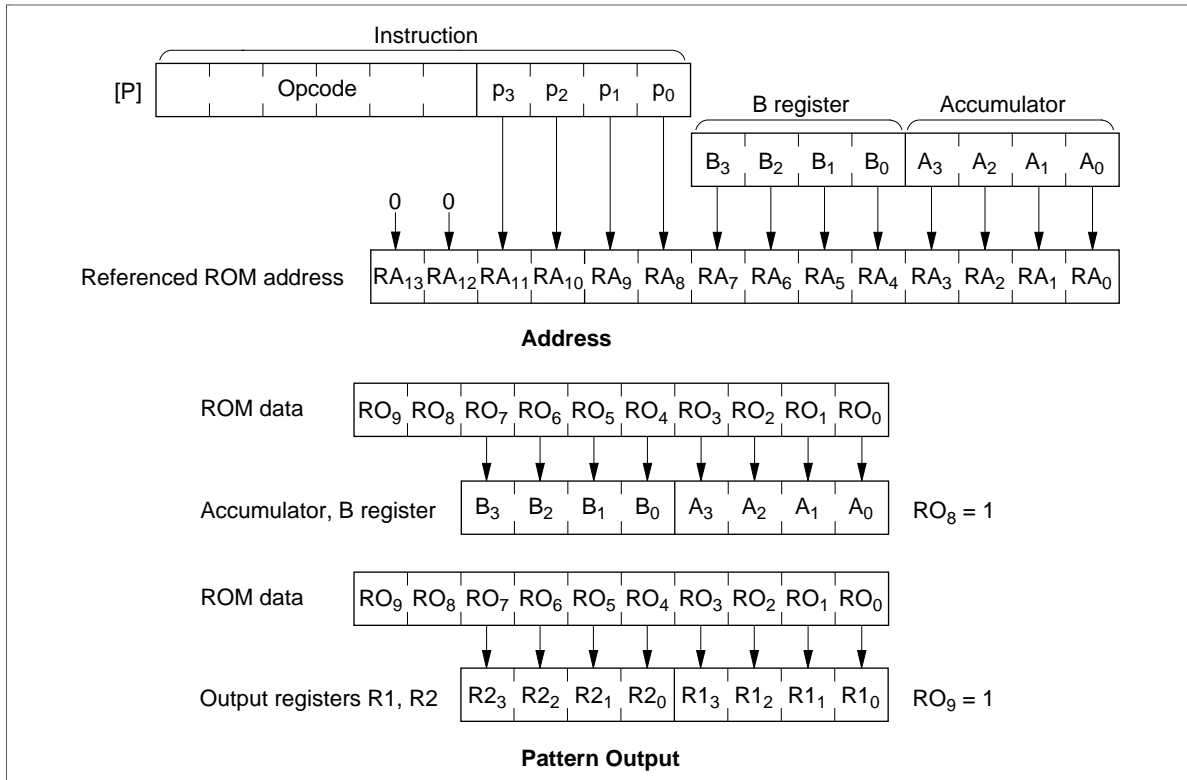 Instruction
[P] Opcode p3 p2 p1 p0
B register Accumulator
B3 B2 B1 B0 A3 A2 A1 A0
0 0
Referenced ROM address RA13 RA12 RA11 RA10 RA9 RA8 RA7 RA6 RA5 RA4 RA3 RA2 RA1 RA0
Address
ROM data RO9 RO8 RO7 RO6 RO5 RO4 RO3 RO2 RO1 RO0
Accumulator, B register B3 B2 B1 B0 A3 A2 A1 A0 RO8 = 1
ROM data RO9 RO8 RO7 RO6 RO5 RO4 RO3 RO2 RO1 RO0
Output registers R1, R2 R23 R22 R21 R20 R13 R12 R11 R10 RO9 = 1
Pattern Output